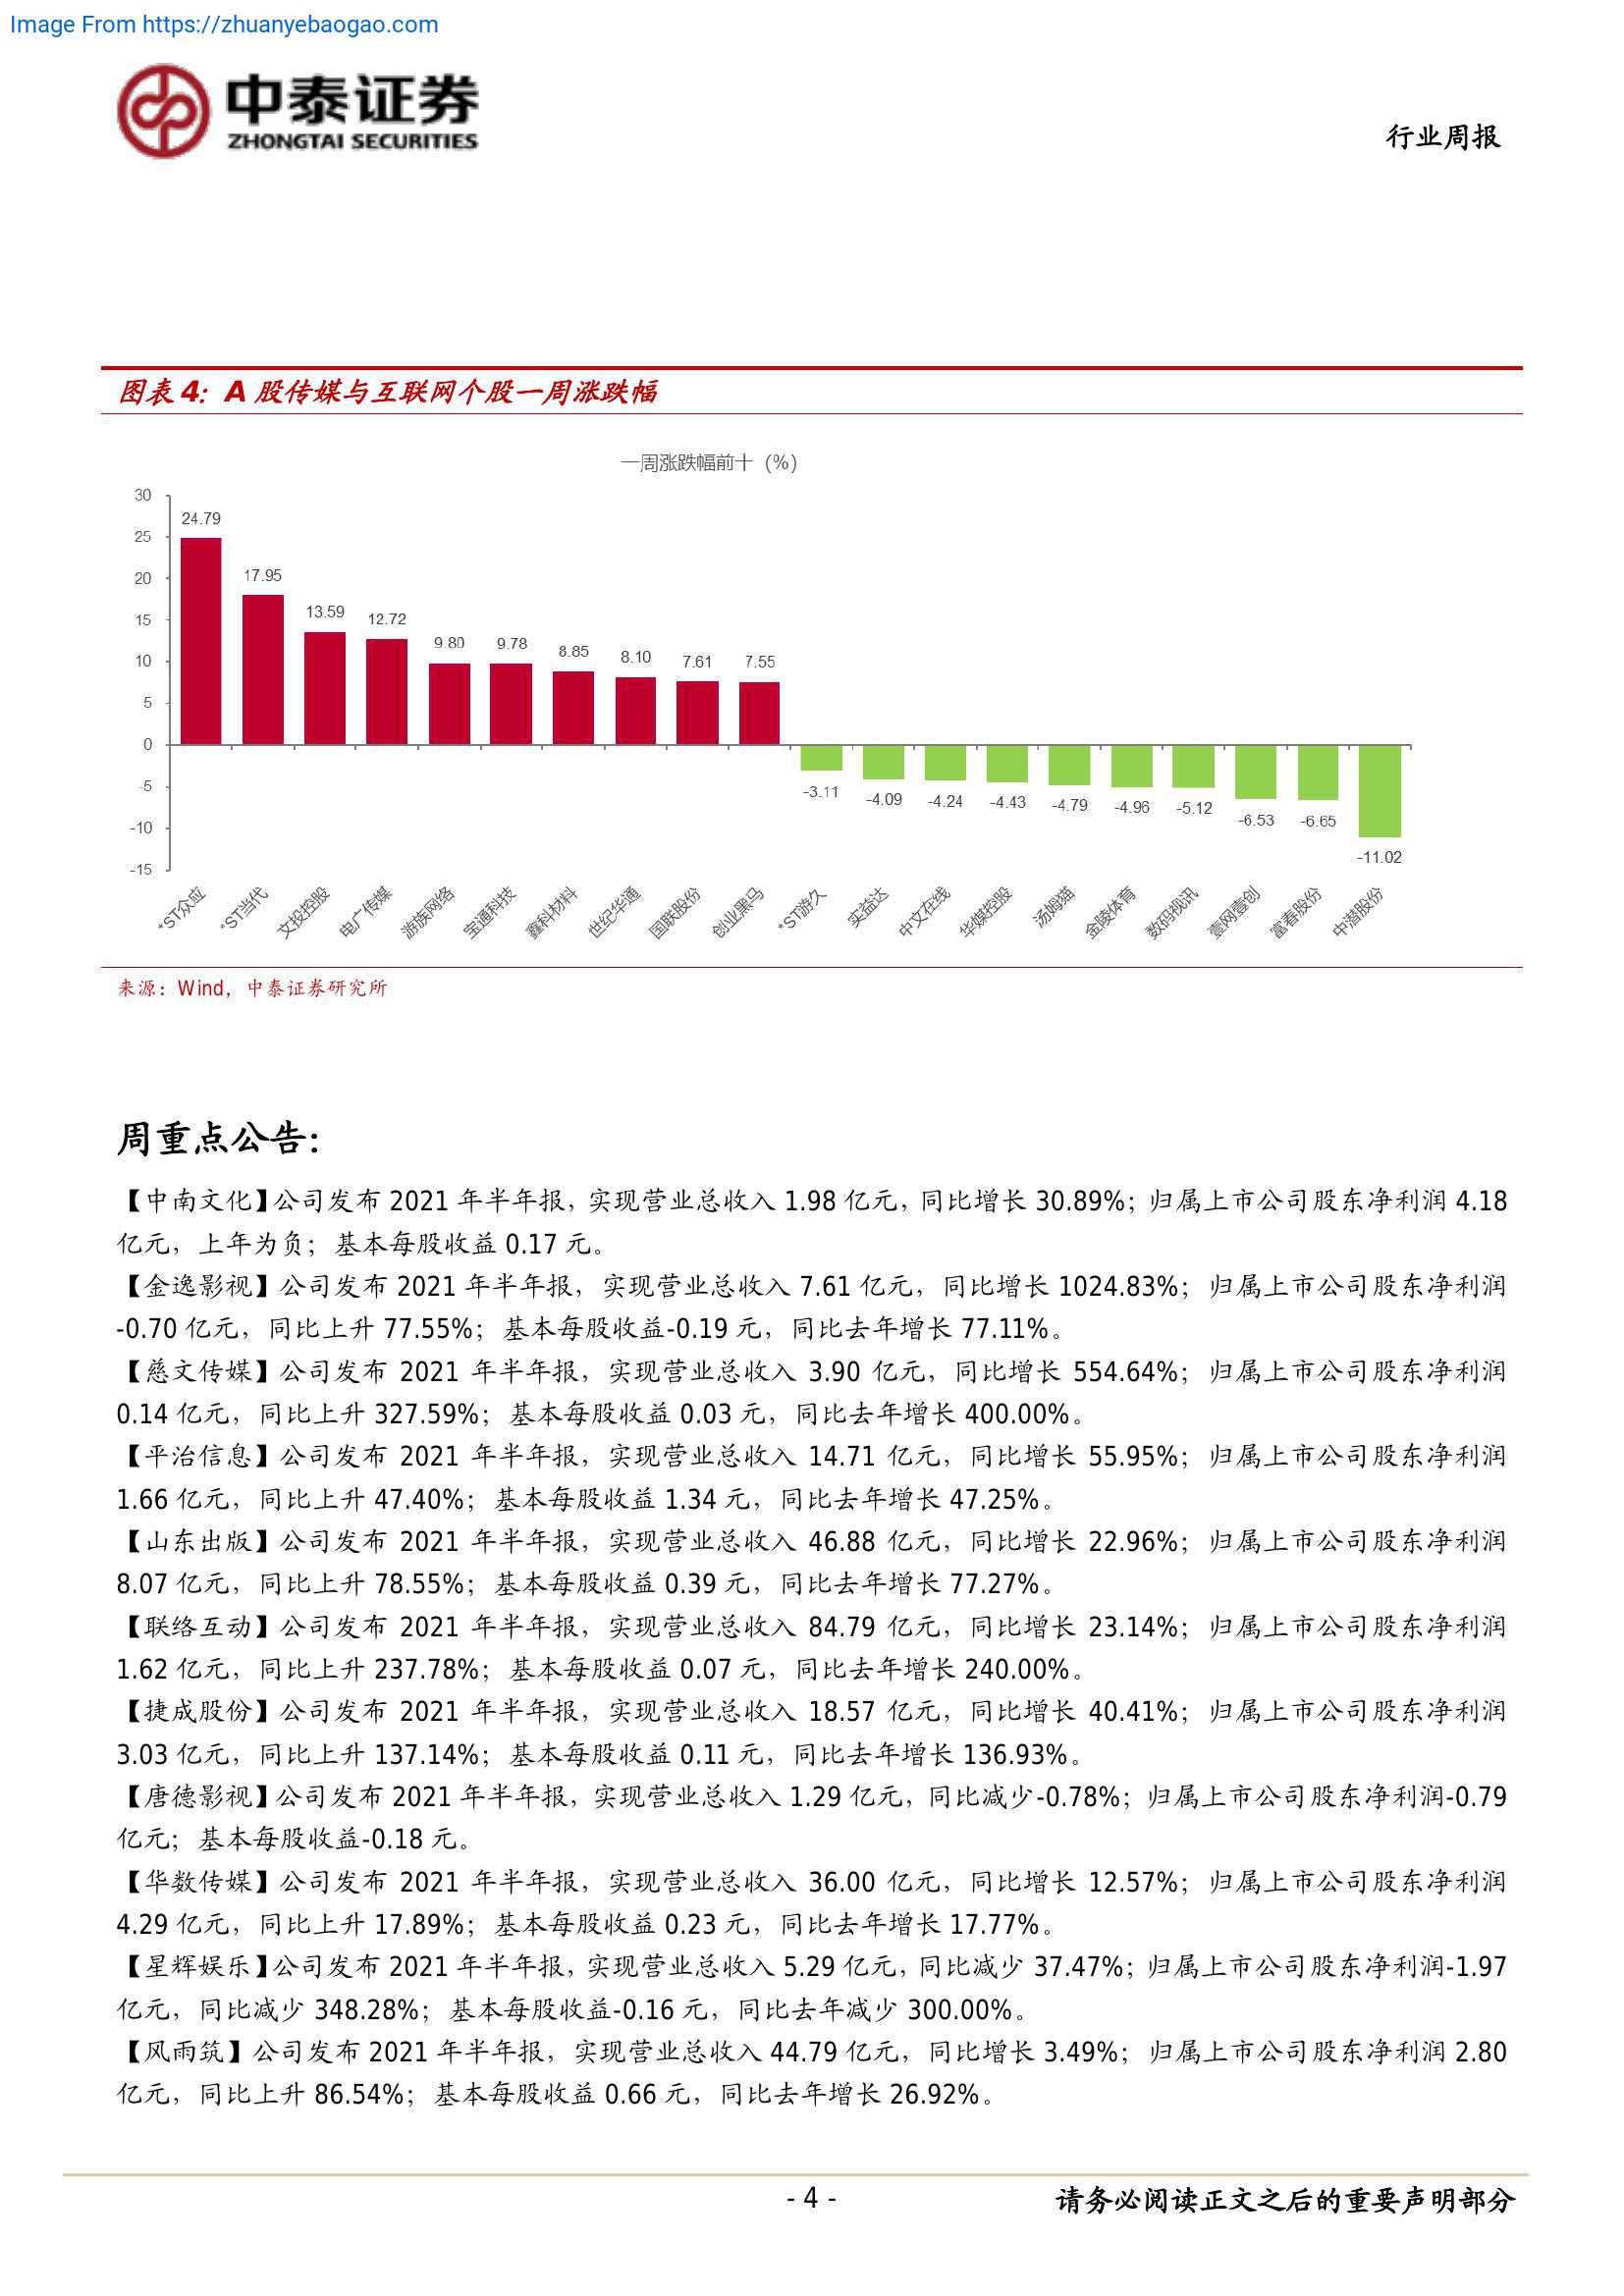 Image From https://zhuanyebaogao.com
中泰证券
ZHONGTAI SECURITIES
行业周报
图表 4：A 股传媒与互联网个股一周涨跌幅
一周涨跌幅前十（%）
30
25
20
15
10
5
0
-5
-10
-15
24.79
17.95
13.59
12.72
9.80
9.78
8.85
8.10
7.61
7.55
-3.11
-4.09
-4.24
-4.43
-4.79
-4.96
-5.12
-6.53
-6.65
-11.02
*ST众应
*ST当代
文投控股
电广传媒
游族网络
宝通科技
鑫科材料
世纪华通
国联股份
创业黑马
*ST游久
实益达
中文在线
华媒控股
汤姆猫
金陵体育
数码视讯
壹网壹创
富春股份
中潜股份
来源：Wind，中泰证券研究所
周重点公告：
【中南文化】公司发布 2021 年半年报，实现营业总收入 1.98 亿元，同比增长 30.89%；归属上市公司股东净利润 4.18
亿元，上年为负；基本每股收益 0.17 元。
【金逸影视】公司发布 2021 年半年报，实现营业总收入 7.61 亿元，同比增长 1024.83%；归属上市公司股东净利润
-0.70 亿元，同比上升 77.55%；基本每股收益-0.19 元，同比去年增长 77.11%。
【慈文传媒】公司发布 2021 年半年报，实现营业总收入 3.90 亿元，同比增长 554.64%；归属上市公司股东净利润
0.14 亿元，同比上升 327.59%；基本每股收益 0.03 元，同比去年增长 400.00%。
【平治信息】公司发布 2021 年半年报，实现营业总收入 14.71 亿元，同比增长 55.95%；归属上市公司股东净利润
1.66 亿元，同比上升 47.40%；基本每股收益 1.34 元，同比去年增长 47.25%。
【山东出版】公司发布 2021 年半年报，实现营业总收入 46.88 亿元，同比增长 22.96%；归属上市公司股东净利润
8.07 亿元，同比上升 78.55%；基本每股收益 0.39 元，同比去年增长 77.27%。
【联络互动】公司发布 2021 年半年报，实现营业总收入 84.79 亿元，同比增长 23.14%；归属上市公司股东净利润
1.62 亿元，同比上升 237.78%；基本每股收益 0.07 元，同比去年增长 240.00%。
【捷成股份】公司发布 2021 年半年报，实现营业总收入 18.57 亿元，同比增长 40.41%；归属上市公司股东净利润
3.03 亿元，同比上升 137.14%；基本每股收益 0.11 元，同比去年增长 136.93%。
【唐德影视】公司发布 2021 年半年报，实现营业总收入 1.29 亿元，同比减少-0.78%；归属上市公司股东净利润-0.79
亿元；基本每股收益-0.18 元。
【华数传媒】公司发布 2021 年半年报，实现营业总收入 36.00 亿元，同比增长 12.57%；归属上市公司股东净利润
4.29 亿元，同比上升 17.89%；基本每股收益 0.23 元，同比去年增长 17.77%。
【星辉娱乐】公司发布 2021 年半年报，实现营业总收入 5.29 亿元，同比减少 37.47%；归属上市公司股东净利润-1.97
亿元，同比减少 348.28%；基本每股收益-0.16 元，同比去年减少 300.00%。
【风雨筑】公司发布 2021 年半年报，实现营业总收入 44.79 亿元，同比增长 3.49%；归属上市公司股东净利润 2.80
亿元，同比上升 86.54%；基本每股收益 0.66 元，同比去年增长 26.92%。
- 4 -
请务必阅读正文之后的重要声明部分